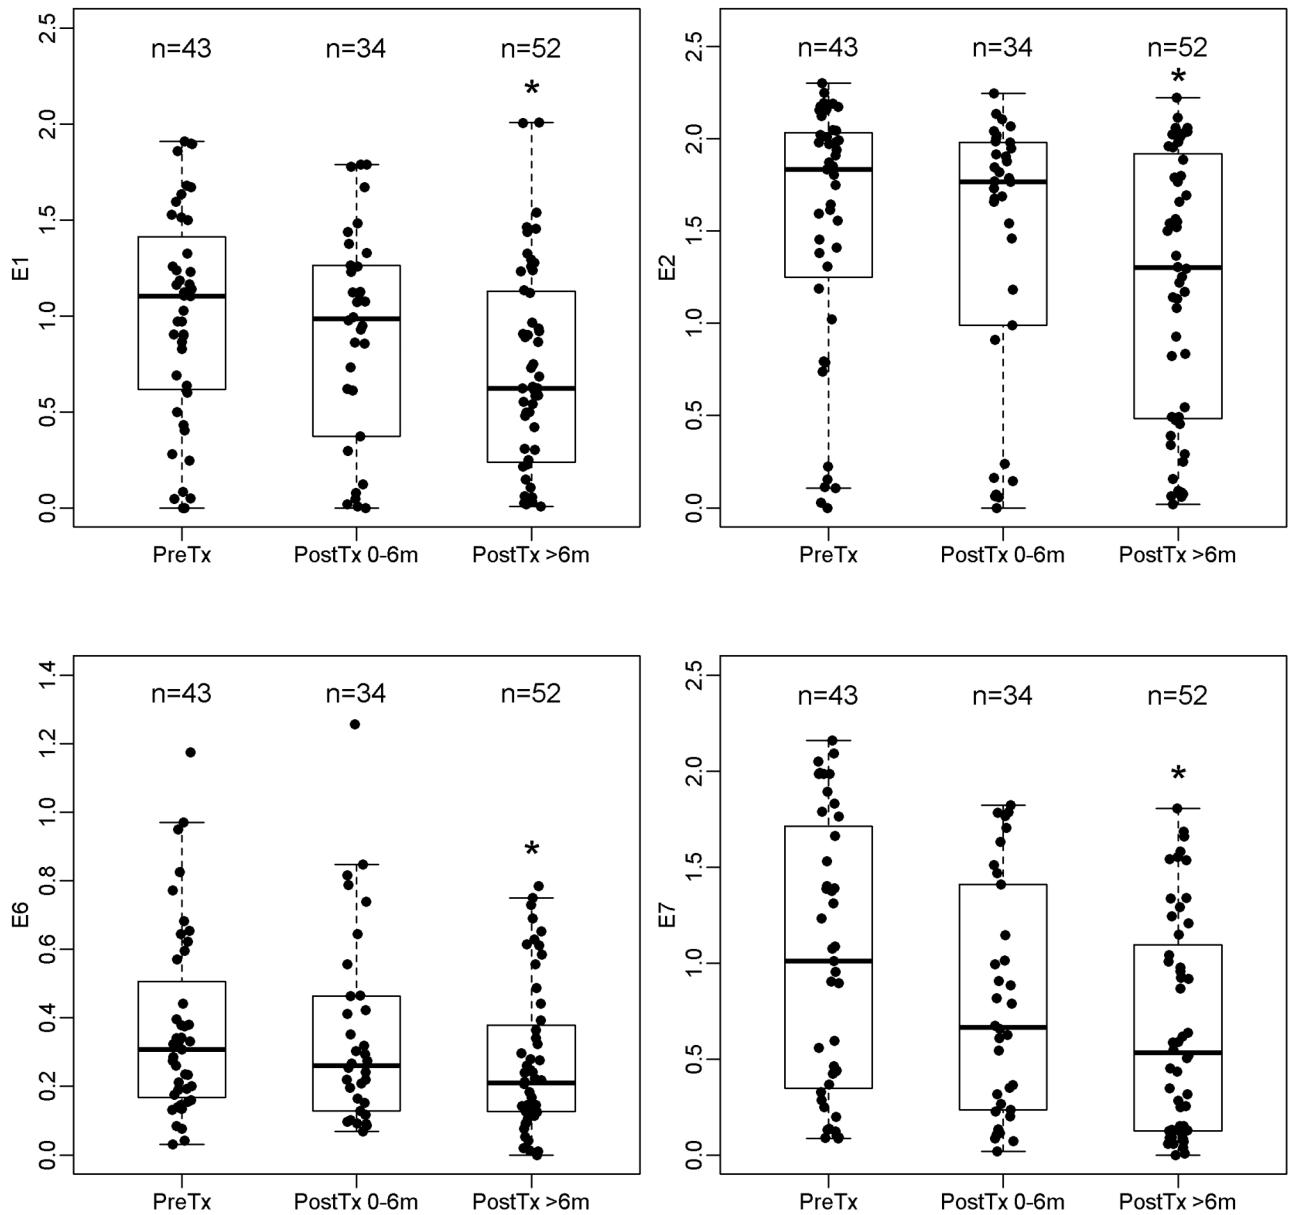 n=43 n=34 n=52
*
E1
0.0 0.5 1.0 1.5 2.0 2.5
PreTx PostTx 0-6m PostTx >6m
n=43 n=34 n=52
*
E2
0.0 0.5 1.0 1.5 2.0 2.5
PreTx PostTx 0-6m PostTx >6m
n=43 n=34 n=52
*
E6
0.0 0.2 0.4 0.6 0.8 1.0 1.2 1.4
PreTx PostTx 0-6m PostTx >6m
n=43 n=34 n=52
*
E7
0.0 0.5 1.0 1.5 2.0 2.5
PreTx PostTx 0-6m PostTx >6m